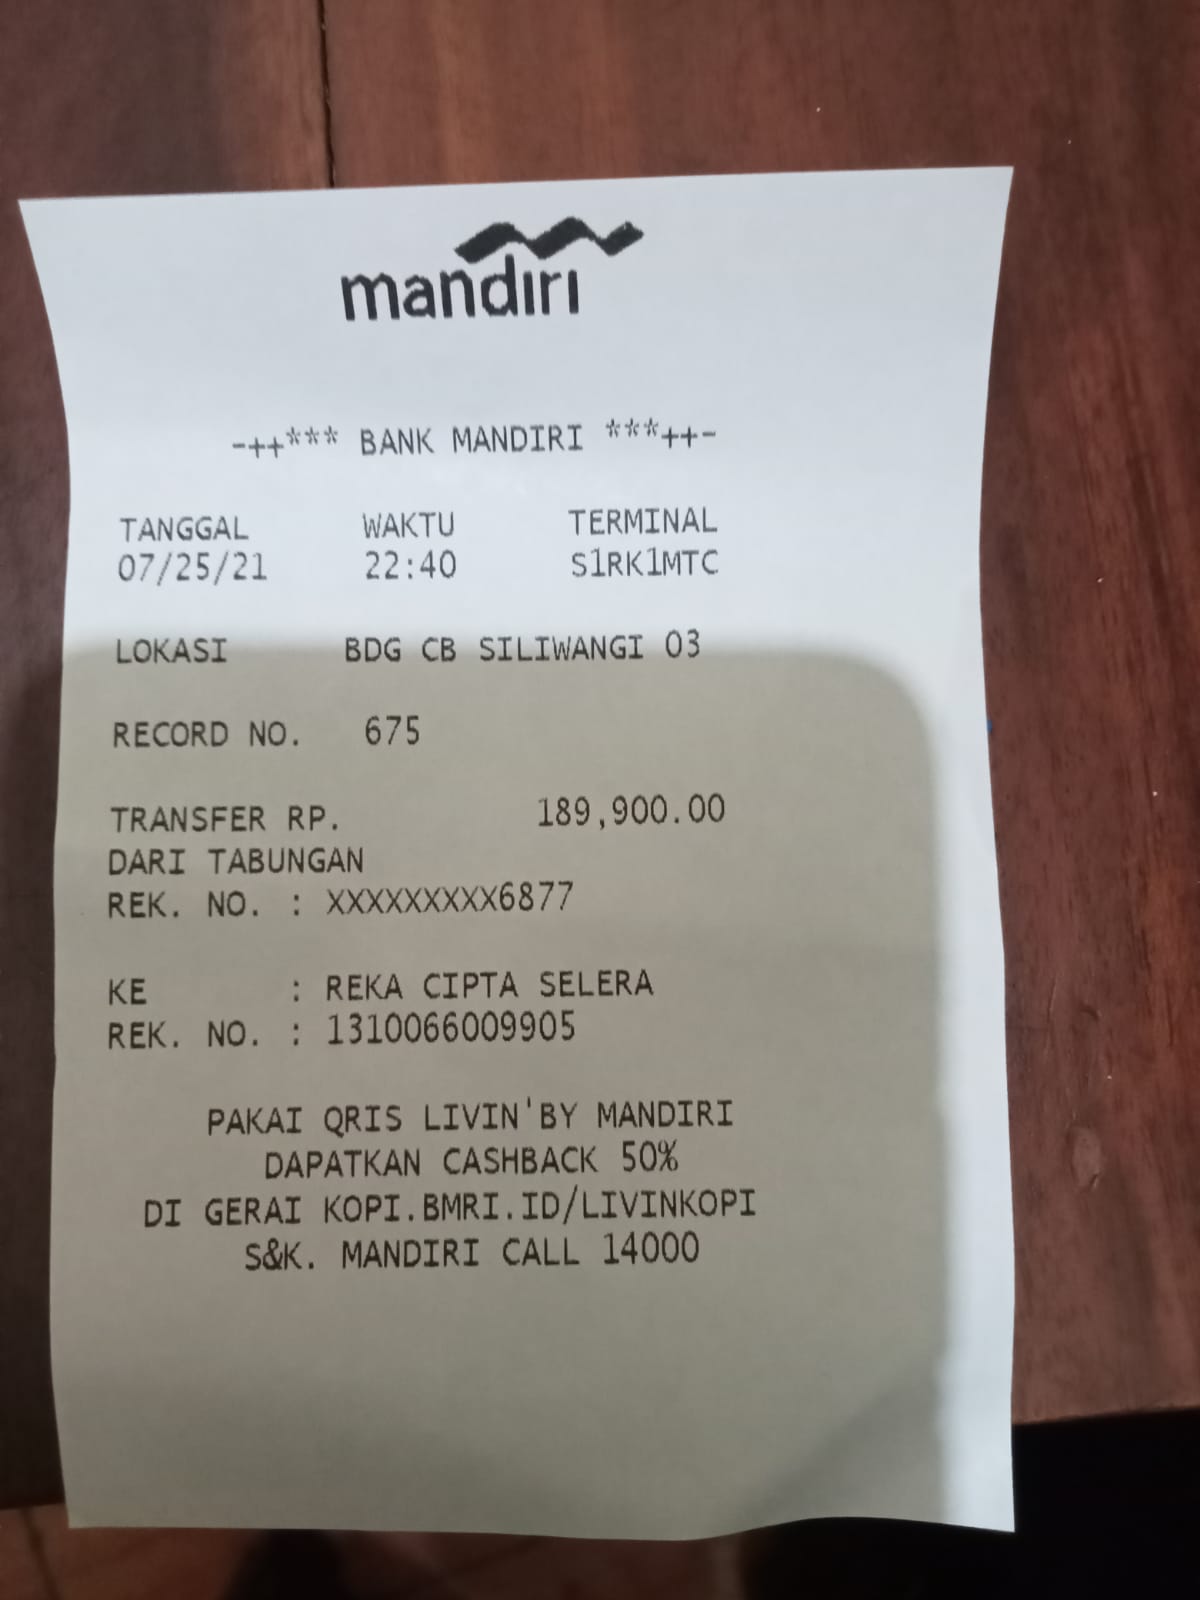 mandiri
-++*** BANK MANDIRI ***++-
TANGGAL WAKTU TERMINAL
07/25/21 22:40 S1RK1MTC
LOKASI BDG CB SILIWANGI 03
RECORD NO. 675
TRANSFER RP. 189,900.00
DARI TABUNGAN
REK. NO. : XXXXXXXXX6877
KE : REKA CIPTA SELERA
REK. NO. : 1310066009905
PAKAI QRIS LIVIN'BY MANDIRI
DAPATKAN CASHBACK 50%
DI GERAI KOPI.BMRI.ID/LIVINKOPI
S&K. MANDIRI CALL 14000